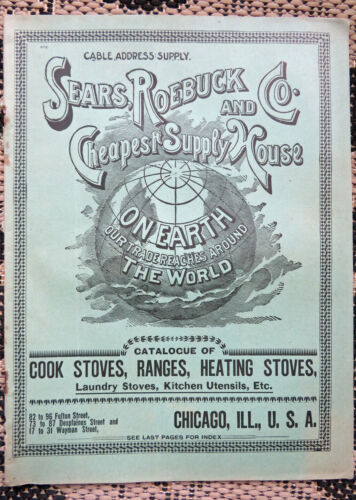 CABLE ADDRESS SUPPLY.
SEARS, ROEBUCK AND CO.
Cheapest Supply House
ON EARTH
OUR TRADE REACHES AROUND
THE WORLD
CATALOGUE OF
COOK STOVES, RANGES, HEATING STOVES,
Laundry Stoves, Kitchen Utensils, Etc.
82 to 96 Fulton Street,
73 to 87 Desplaines Street and
17 to 31 Wayman Street,
CHICAGO, ILL., U. S. A.
SEE LAST PAGES FOR INDEX